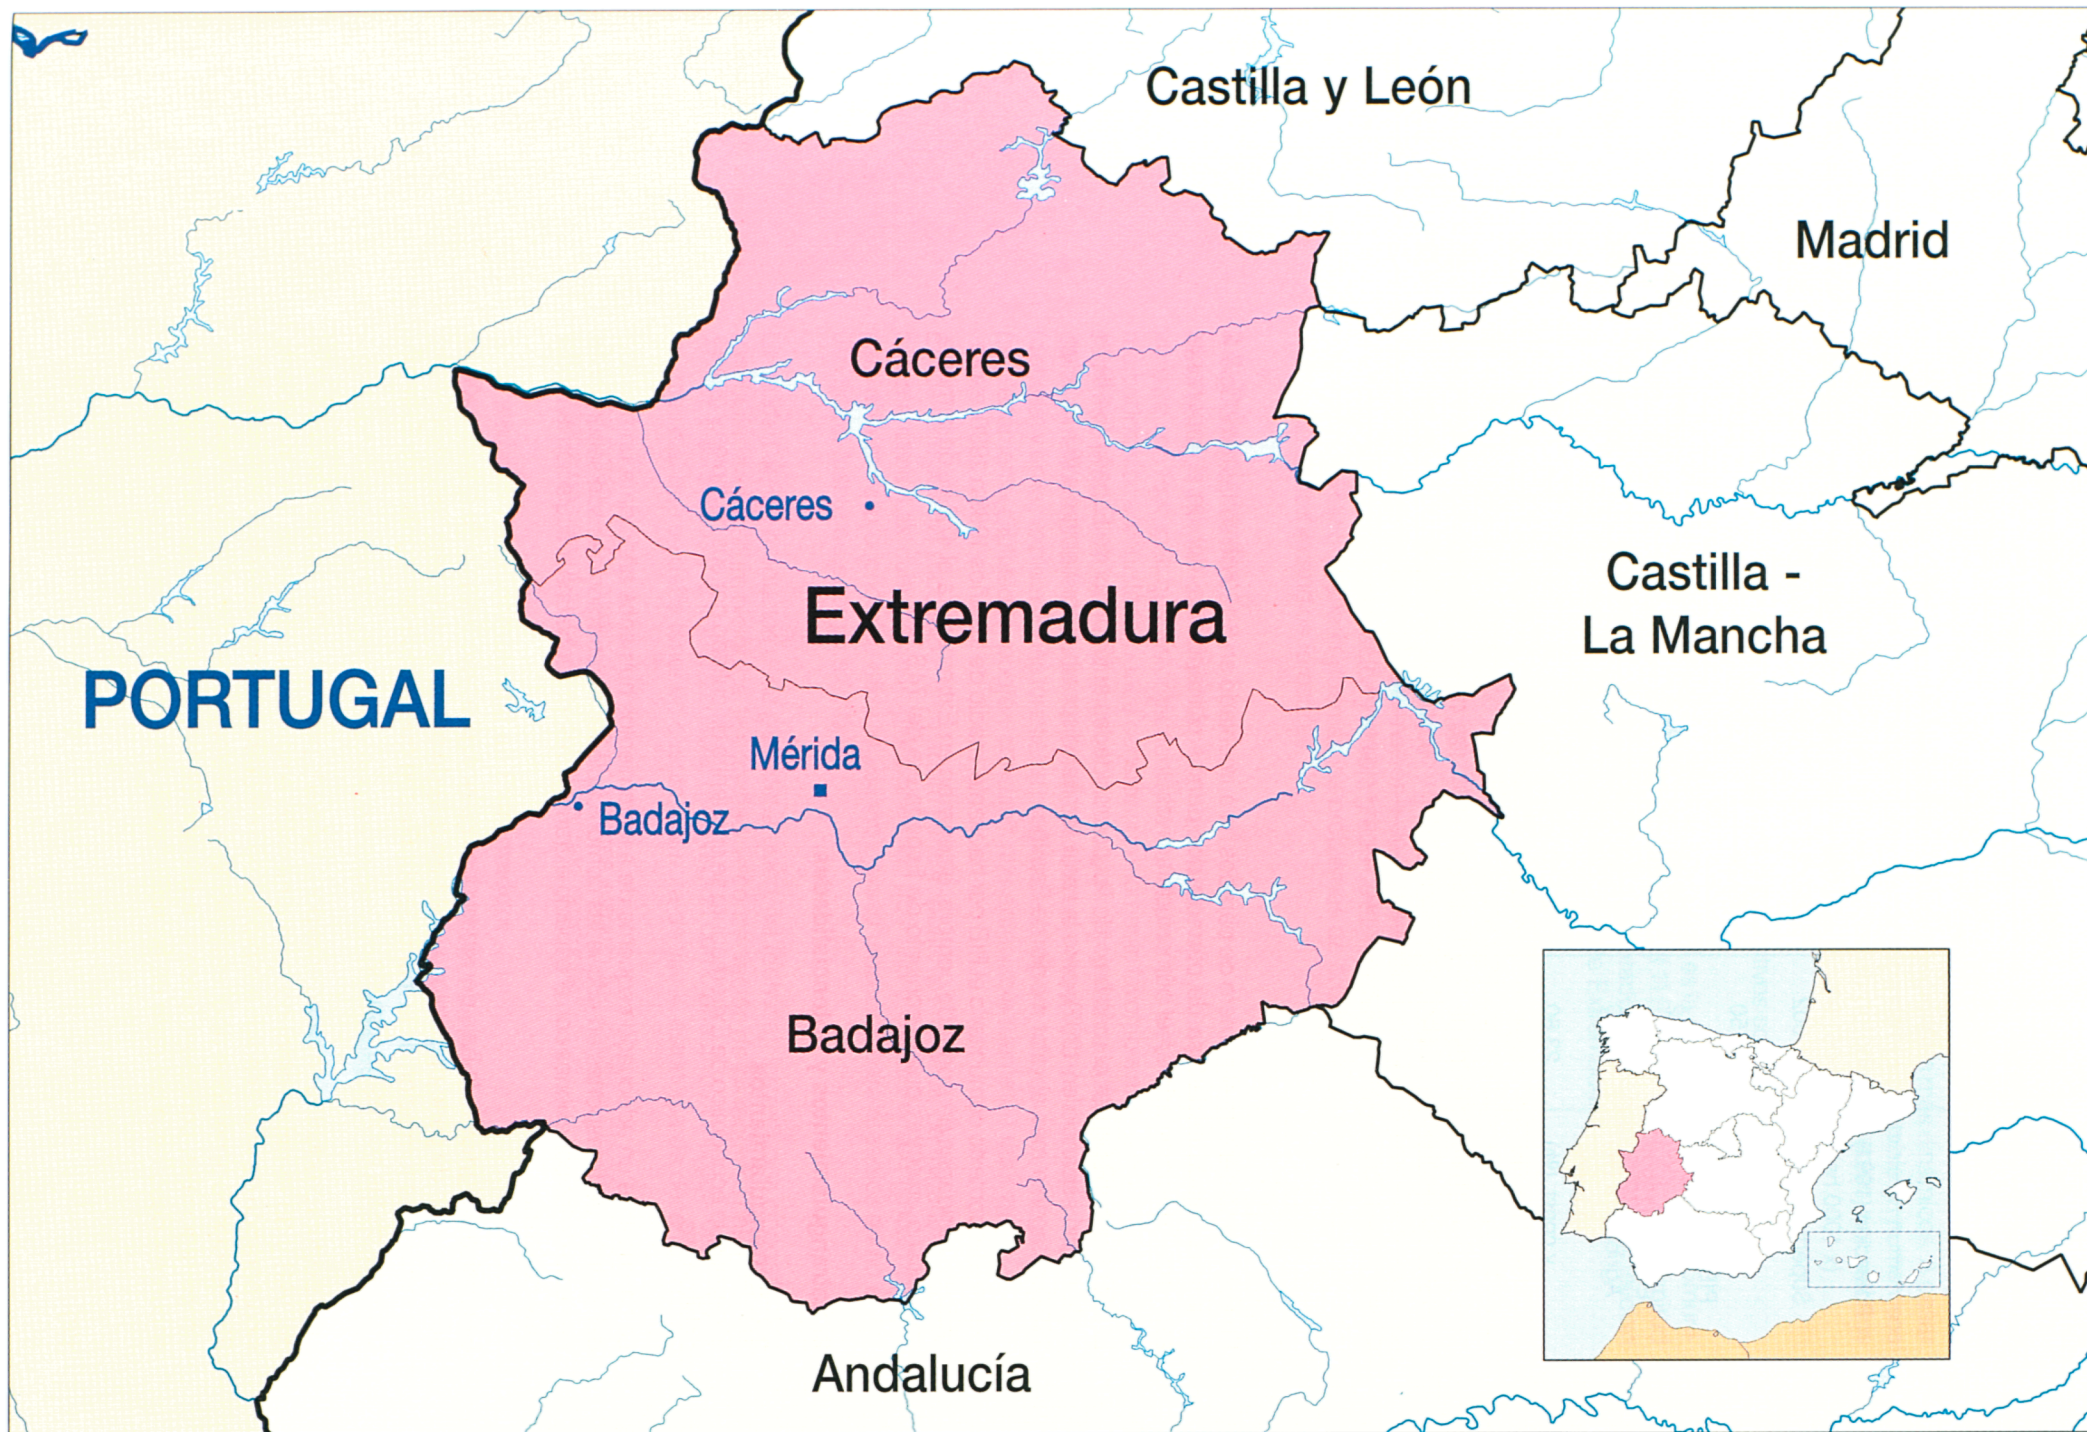 Castilla y León
Madrid
Cáceres
Cáceres
Castilla -
La Mancha
Extremadura
PORTUGAL
Mérida
Badajoz
Badajoz
Andalucía